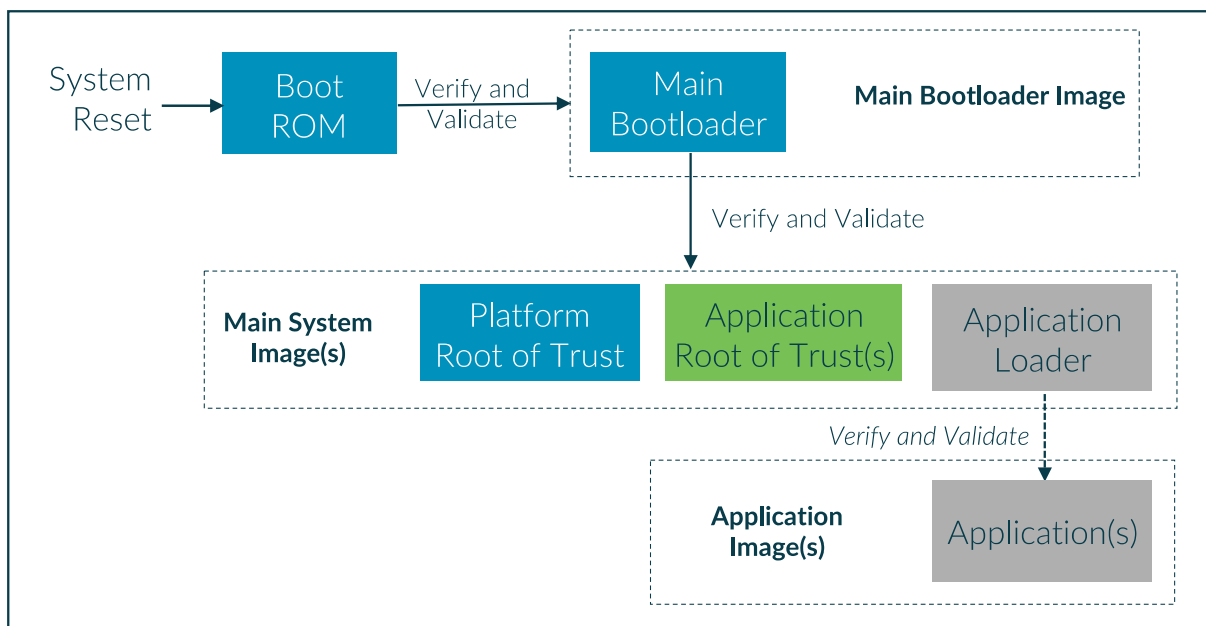 System
Reset
Boot
ROM
Verify and
Validate
Main
Bootloader
Main Bootloader Image
Verify and Validate
Main System
Image(s)
Platform
Root of Trust
Application
Root of Trust(s)
Application
Loader
Verify and Validate
Application
Image(s)
Application(s)